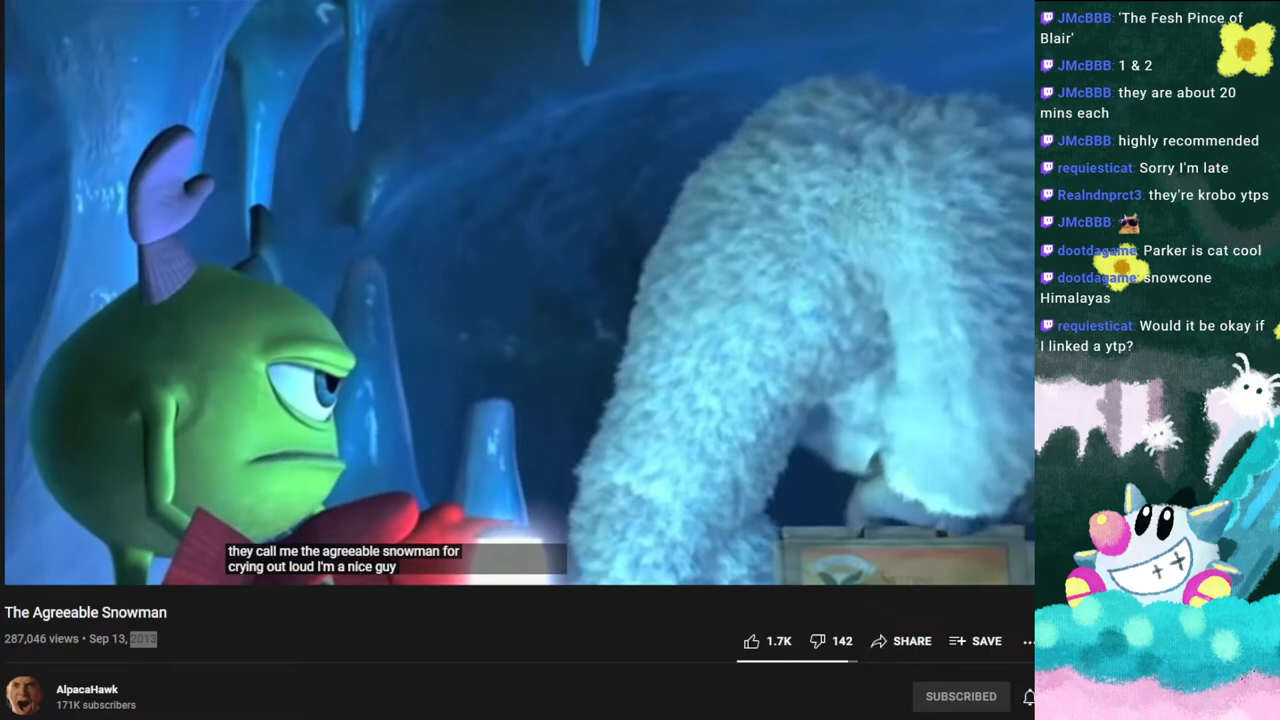 they call me the agreeable snowman for
crying out loud I'm a nice guy
The Agreeable Snowman
287,046 views • Sep 13, 2013
1.7K
142
SHARE
SAVE
AlpacaHawk
171K subscribers
SUBSCRIBED
JMcBBB: 'The Fesh Pince of
Blair'
JMcBBB: 1 & 2
JMcBBB: they are about 20
mins each
JMcBBB: highly recommended
requiesticat: Sorry I'm late
Realndnprct3: they're krobo ytps
JMcBBB:
dootdagame: Parker is cat cool
dootdagame: snowcone
Himalayas
requiesticat: Would it be okay if
I linked a ytp?